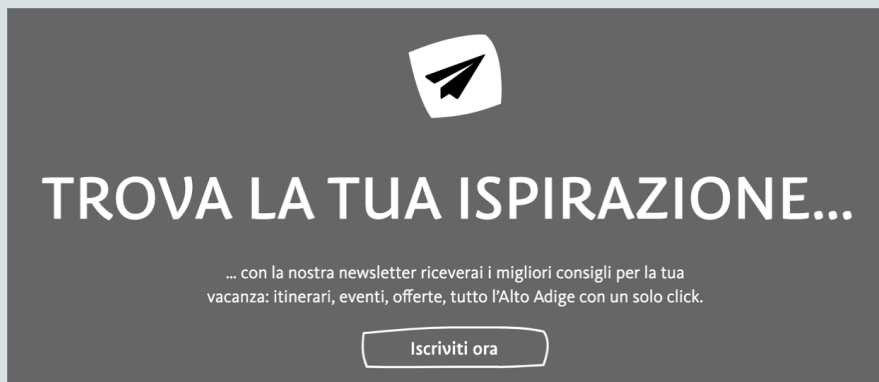 TROVA LA TUA ISPIRAZIONE...
... con la nostra newsletter riceverai i migliori consigli per la tua
vacanza: itinerari, eventi, offerte, tutto l'Alto Adige con un solo click.
Iscriviti ora